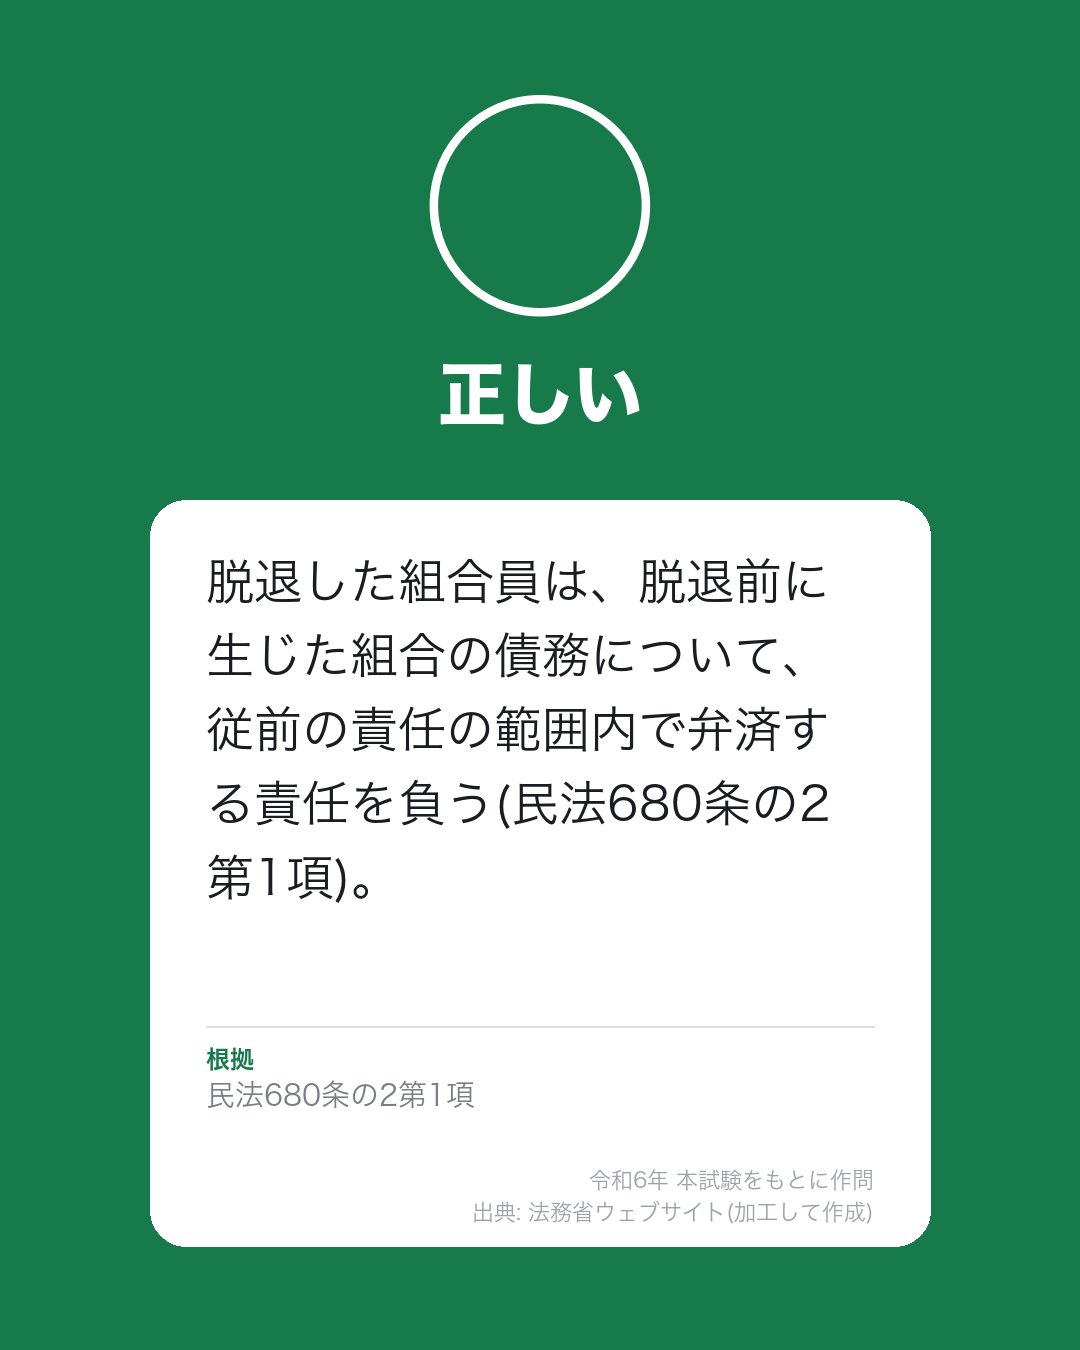 正しい
脱退した組合員は、脱退前に
生じた組合の債務について、
従前の責任の範囲内で弁済す
る責任を負う(民法680条の2
第1項)。
根拠
民法680条の2第1項
令和6年 本試験をもとに作問
出典: 法務省ウェブサイト(加工して作成)